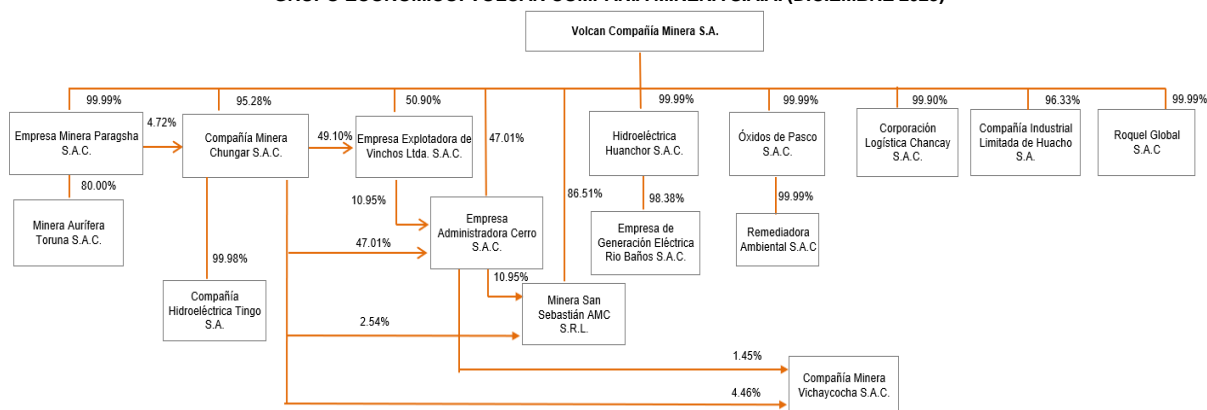 Volcan Compañía Minera S.A.
99.99%
95.28%
50.90%
99.99%
99.99%
99.90%
96.33%
99.99%
Empresa Minera Paragsha
S.A.C.
4.72%
Compañía Minera
Chungar S.A.C.
49.10%
Empresa Explotadora de
Vinchos Ltda. S.A.C.
47.01%
Hidroeléctrica
Huanchor S.A.C.
Óxidos de Pasco
S.A.C.
Corporación
Logística Chancay
S.A.C.
Compañía Industrial
Limitada de Huacho
S.A.
Roquel Global
S.A.C
80.00%
10.95%
86.51%
98.38%
99.99%
Minera Aurífera
Toruna S.A.C.
47.01%
Empresa
Administradora Cerro
S.A.C.
Empresa de
Generación Eléctrica
Rio Baños S.A.C.
Remediadora
Ambiental S.A.C
99.98%
10.95%
Compañía
Hidroeléctrica Tingo
S.A.
2.54%
Minera San
Sebastián AMC
S.R.L.
1.45%
4.46%
Compañía Minera
Vichaycocha S.A.C.